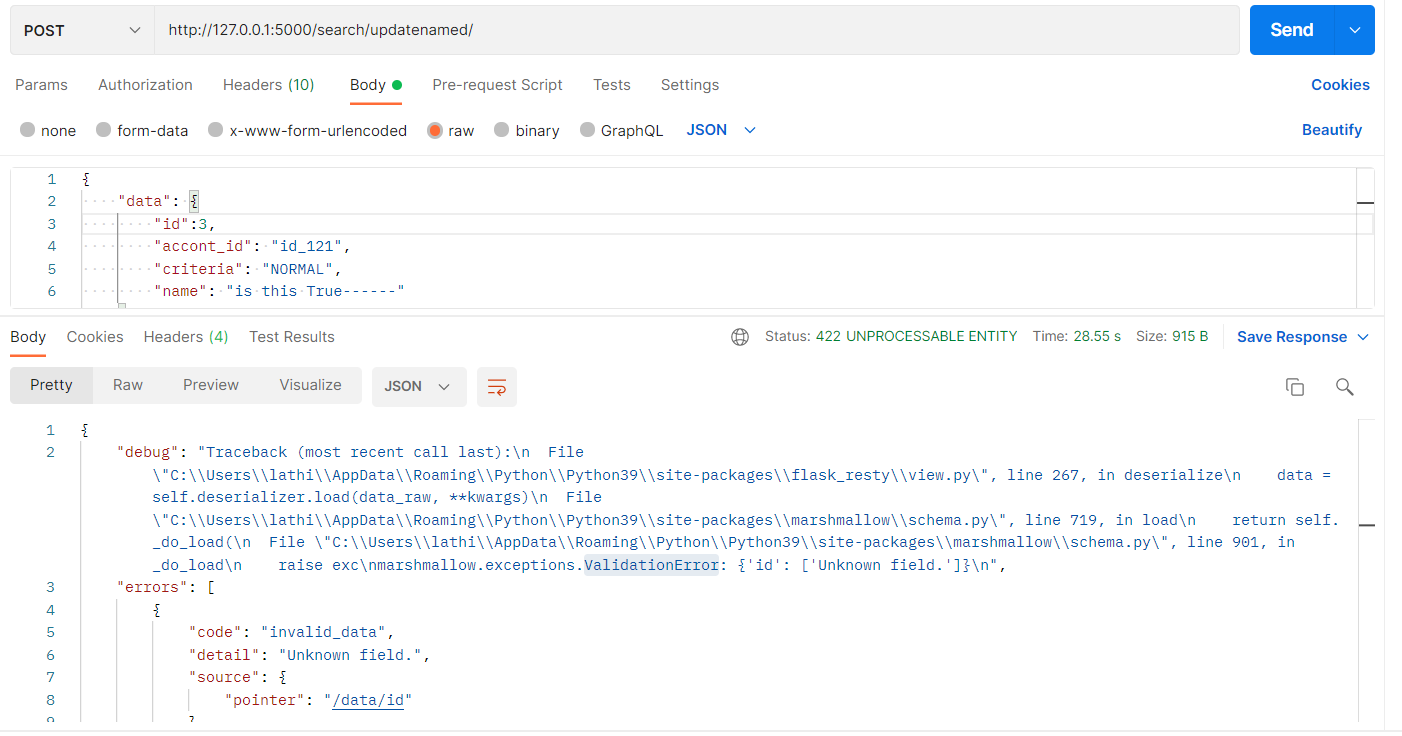 POST http://127.0.0.1:5000/search/updatenamed/ Send
Params Authorization Headers (10) Body Pre-request Script Tests Settings Cookies
none form-data x-www-form-urlencoded raw binary GraphQL JSON Beautify
1 {
2 "data": {
3 "id":3,
4 "accont_id": "id_121",
5 "criteria": "NORMAL",
6 "name": "is this True------"
Body Cookies Headers (4) Test Results Status: 422 UNPROCESSABLE ENTITY Time: 28.55 s Size: 915 B Save Response
Pretty Raw Preview Visualize JSON
1 {
2 "debug": "Traceback (most recent call last):\n  File
\"C:\\Users\\lathi\\AppData\\Roaming\\Python\\Python39\\site-packages\\flask_resty\\view.py\", line 267, in deserialize\n    data =
self.deserializer.load(data_raw, **kwargs)\n  File
\"C:\\Users\\lathi\\AppData\\Roaming\\Python\\Python39\\site-packages\\marshmallow\\schema.py\", line 719, in load\n    return self.
_do_load(\n  File \"C:\\Users\\lathi\\AppData\\Roaming\\Python\\Python39\\site-packages\\marshmallow\\schema.py\", line 901, in
_do_load\n    raise exc\nmarshmallow.exceptions.ValidationError: {'id': ['Unknown field.']}\n",
3 "errors": [
4 {
5 "code": "invalid_data",
6 "detail": "Unknown field.",
7 "source": {
8 "pointer": "/data/id"
9 }